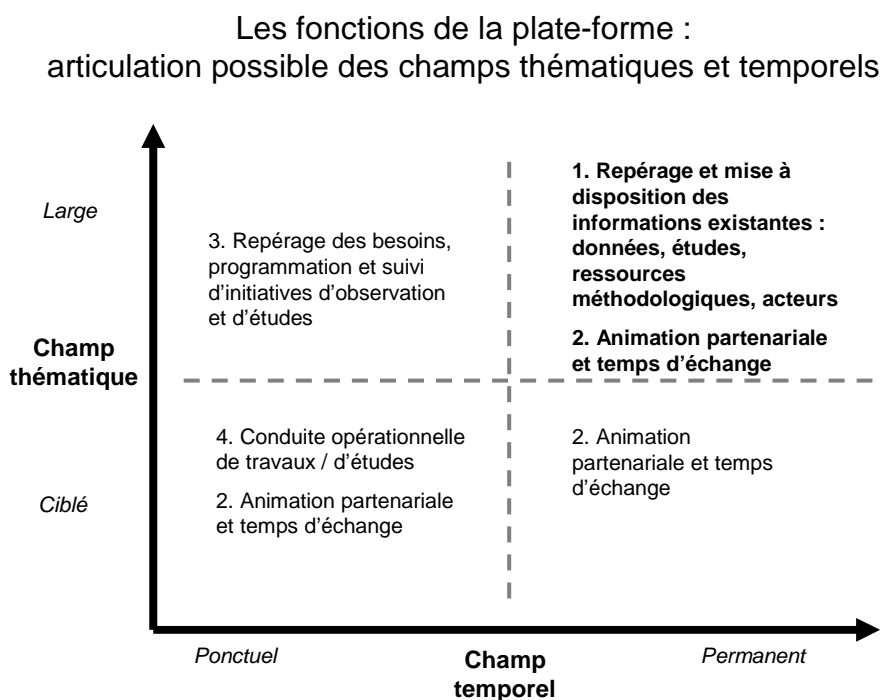 Les fonctions de la plate-forme :
articulation possible des champs thématiques et temporels
Large
3. Repérage des besoins,
programmation et suivi
d’initiatives d’observation
et d’études
1. Repérage et mise à
disposition des
informations existantes :
données, études,
ressources
méthodologiques, acteurs
2. Animation partenariale
et temps d’échange
Champ
thématique
Ciblé
4. Conduite opérationnelle
de travaux / d’études
2. Animation partenariale
et temps d’échange
2. Animation
partenariale et temps
d’échange
Ponctuel
Champ
temporel
Permanent